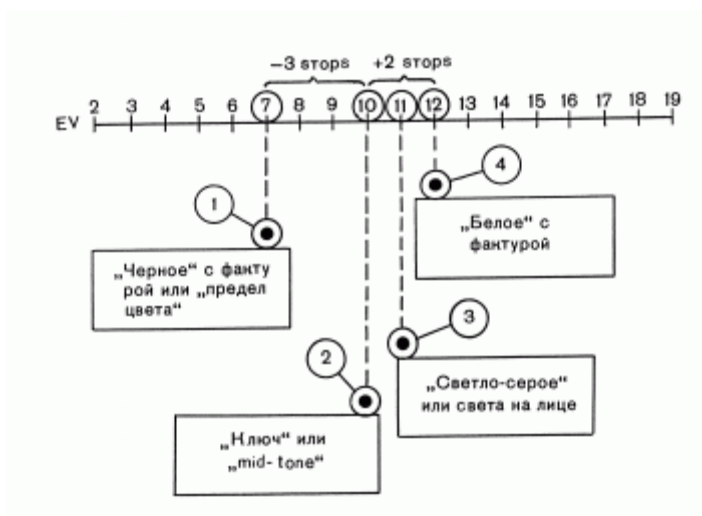 −3 stops +2 stops
EV 2 3 4 5 6 7 8 9 10 11 12 13 14 15 16 17 18 19
4
„Белое“ с
фактурой
1
„Черное“ с факту
рой или „предел
цвета“
3
„Светло-серое“
или света на лице
2
„Ключ“ или
„mid- tone“